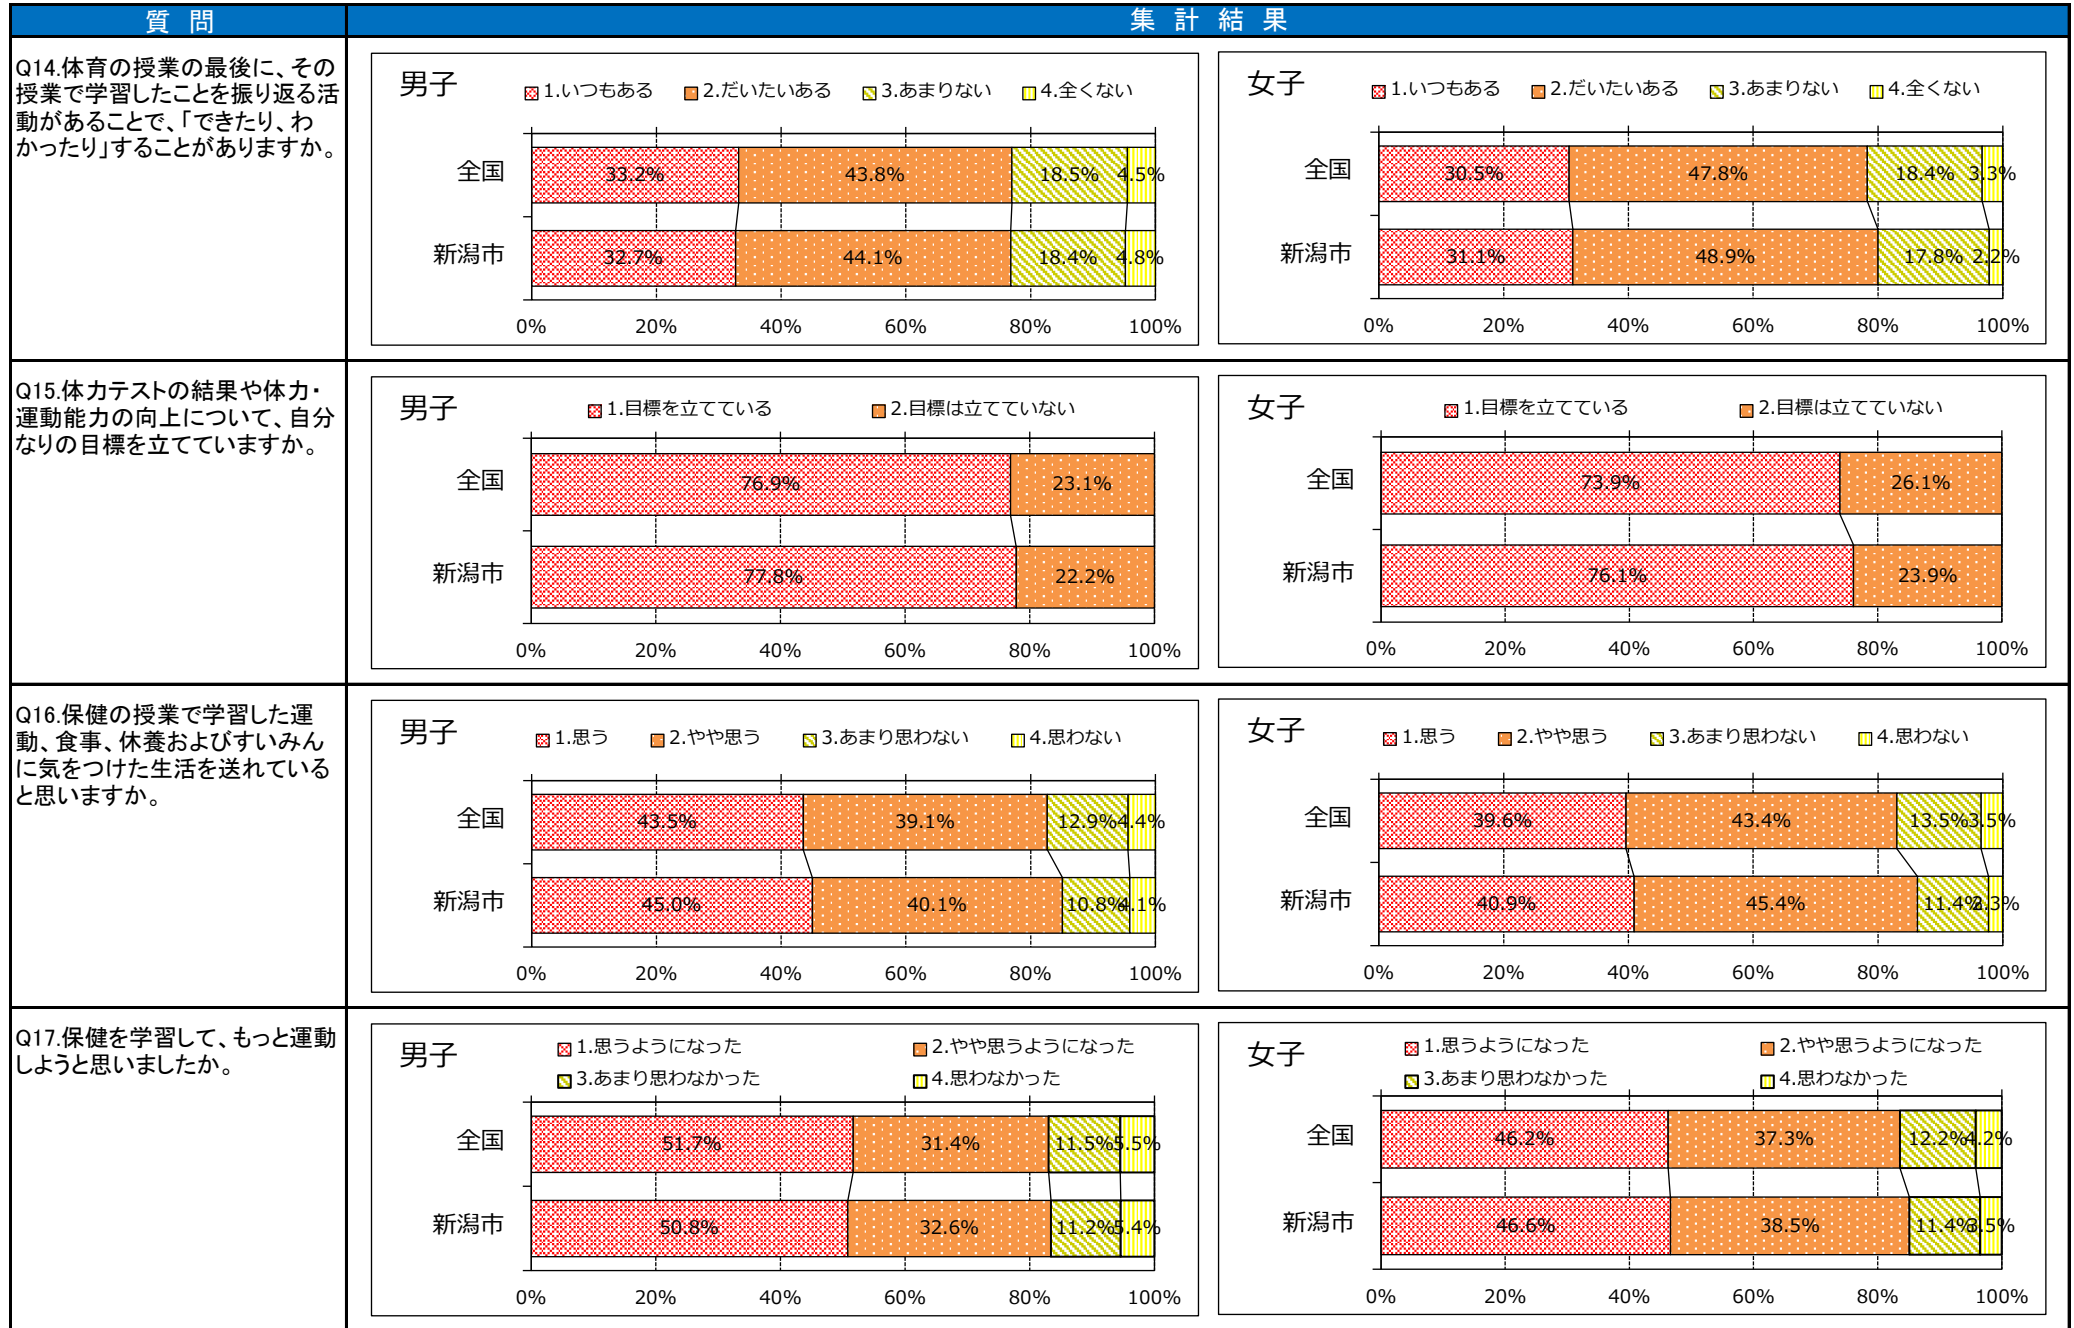 質 問
集 計 結 果
Q14.体育の授業の最後に、その
授業で学習したことを振り返る活
動があることで、「できたり、わ
かったり」することがありますか。
男子
1.いつもある 2.だいたいある 3.あまりない 4.全くない
全国
33.2% 43.8% 18.5% 4.5%
新潟市
32.7% 44.1% 18.4% 4.8%
0% 20% 40% 60% 80% 100%
女子
1.いつもある 2.だいたいある 3.あまりない 4.全くない
全国
30.5% 47.8% 18.4% 3.3%
新潟市
31.1% 48.9% 17.8% 2.2%
0% 20% 40% 60% 80% 100%
Q15.体力テストの結果や体力・
運動能力の向上について、自分
なりの目標を立てていますか。
男子
1.目標を立てている 2.目標は立てていない
全国
76.9% 23.1%
新潟市
77.8% 22.2%
0% 20% 40% 60% 80% 100%
女子
1.目標を立てている 2.目標は立てていない
全国
73.9% 26.1%
新潟市
76.1% 23.9%
0% 20% 40% 60% 80% 100%
Q16.保健の授業で学習した運
動、食事、休養およびすいみん
に気をつけた生活を送れている
と思いますか。
男子
1.思う 2.やや思う 3.あまり思わない 4.思わない
全国
43.5% 39.1% 12.9% 4.4%
新潟市
45.0% 40.1% 10.8% 4.1%
0% 20% 40% 60% 80% 100%
女子
1.思う 2.やや思う 3.あまり思わない 4.思わない
全国
39.6% 43.4% 13.5% 3.5%
新潟市
40.9% 45.4% 11.4% 2.3%
0% 20% 40% 60% 80% 100%
Q17.保健を学習して、もっと運動
しようと思いましたか。
男子
1.思うようになった 2.やや思うようになった
3.あまり思わなかった 4.思わなかった
全国
51.7% 31.4% 11.5% 5.5%
新潟市
50.8% 32.6% 11.2% 5.4%
0% 20% 40% 60% 80% 100%
女子
1.思うようになった 2.やや思うようになった
3.あまり思わなかった 4.思わなかった
全国
46.2% 37.3% 12.2% 4.2%
新潟市
46.6% 38.5% 11.4% 3.5%
0% 20% 40% 60% 80% 100%